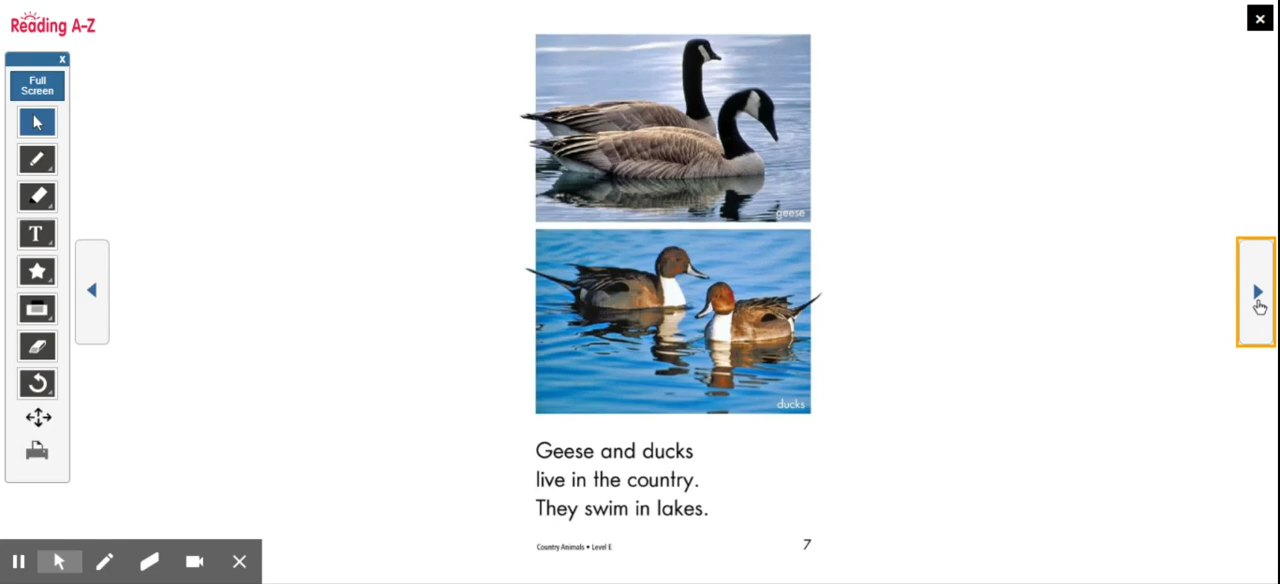 Reading A-Z
x
Full
Screen
T
geese
ducks
Geese and ducks
live in the country.
They swim in lakes.
Country Animals • Level E
7